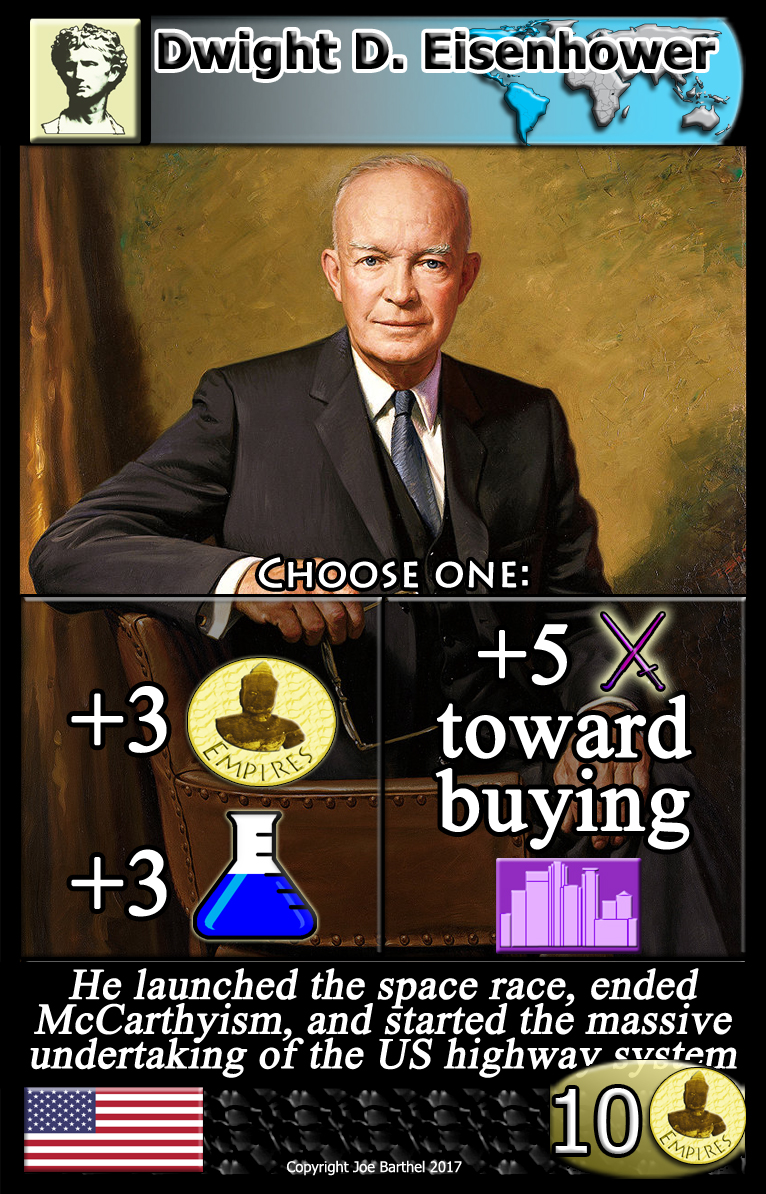 Dwight D. Eisenhower
CHOOSE ONE:
+3 EMPIRES
+3
+5
toward
buying
He launched the space race, ended
McCarthyism, and started the massive
undertaking of the US highway system
10 EMPIRES
Copyright Joe Barthel 2017